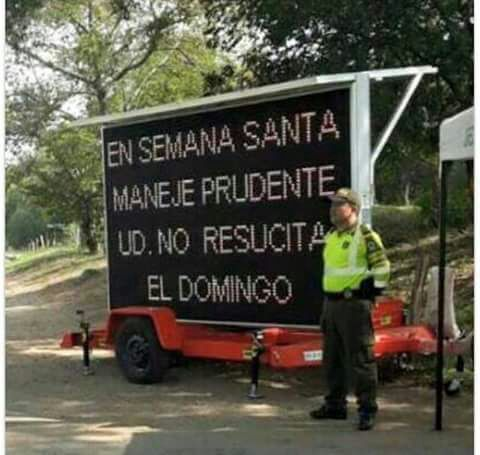 EN SEMANA SANTA
MANEJE PRUDENTE
UD. NO RESUCITA
EL DOMINGO